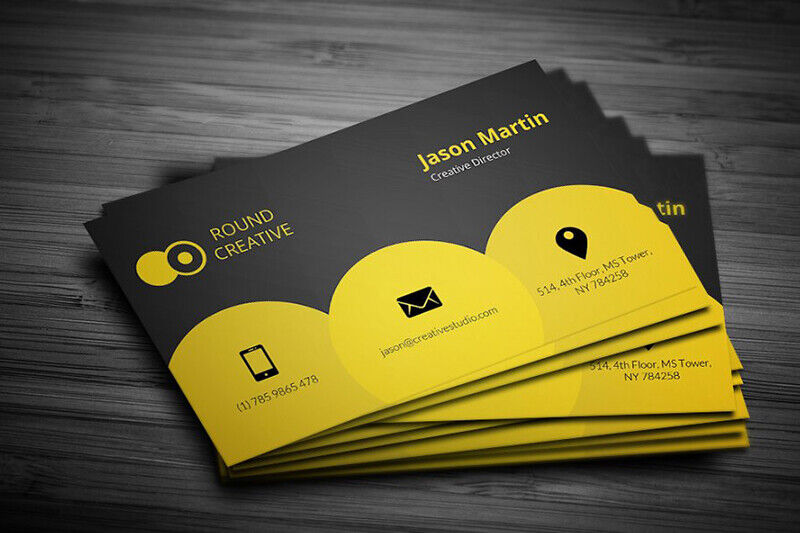 Jason Martin
Creative Director
ROUND
CREATIVE
514, 4th Floor, MS Tower,
NY 784258
jason@creativestudio.com
(1) 785 9865 478
tin
514, 4th Floor, MS Tower,
NY 784258